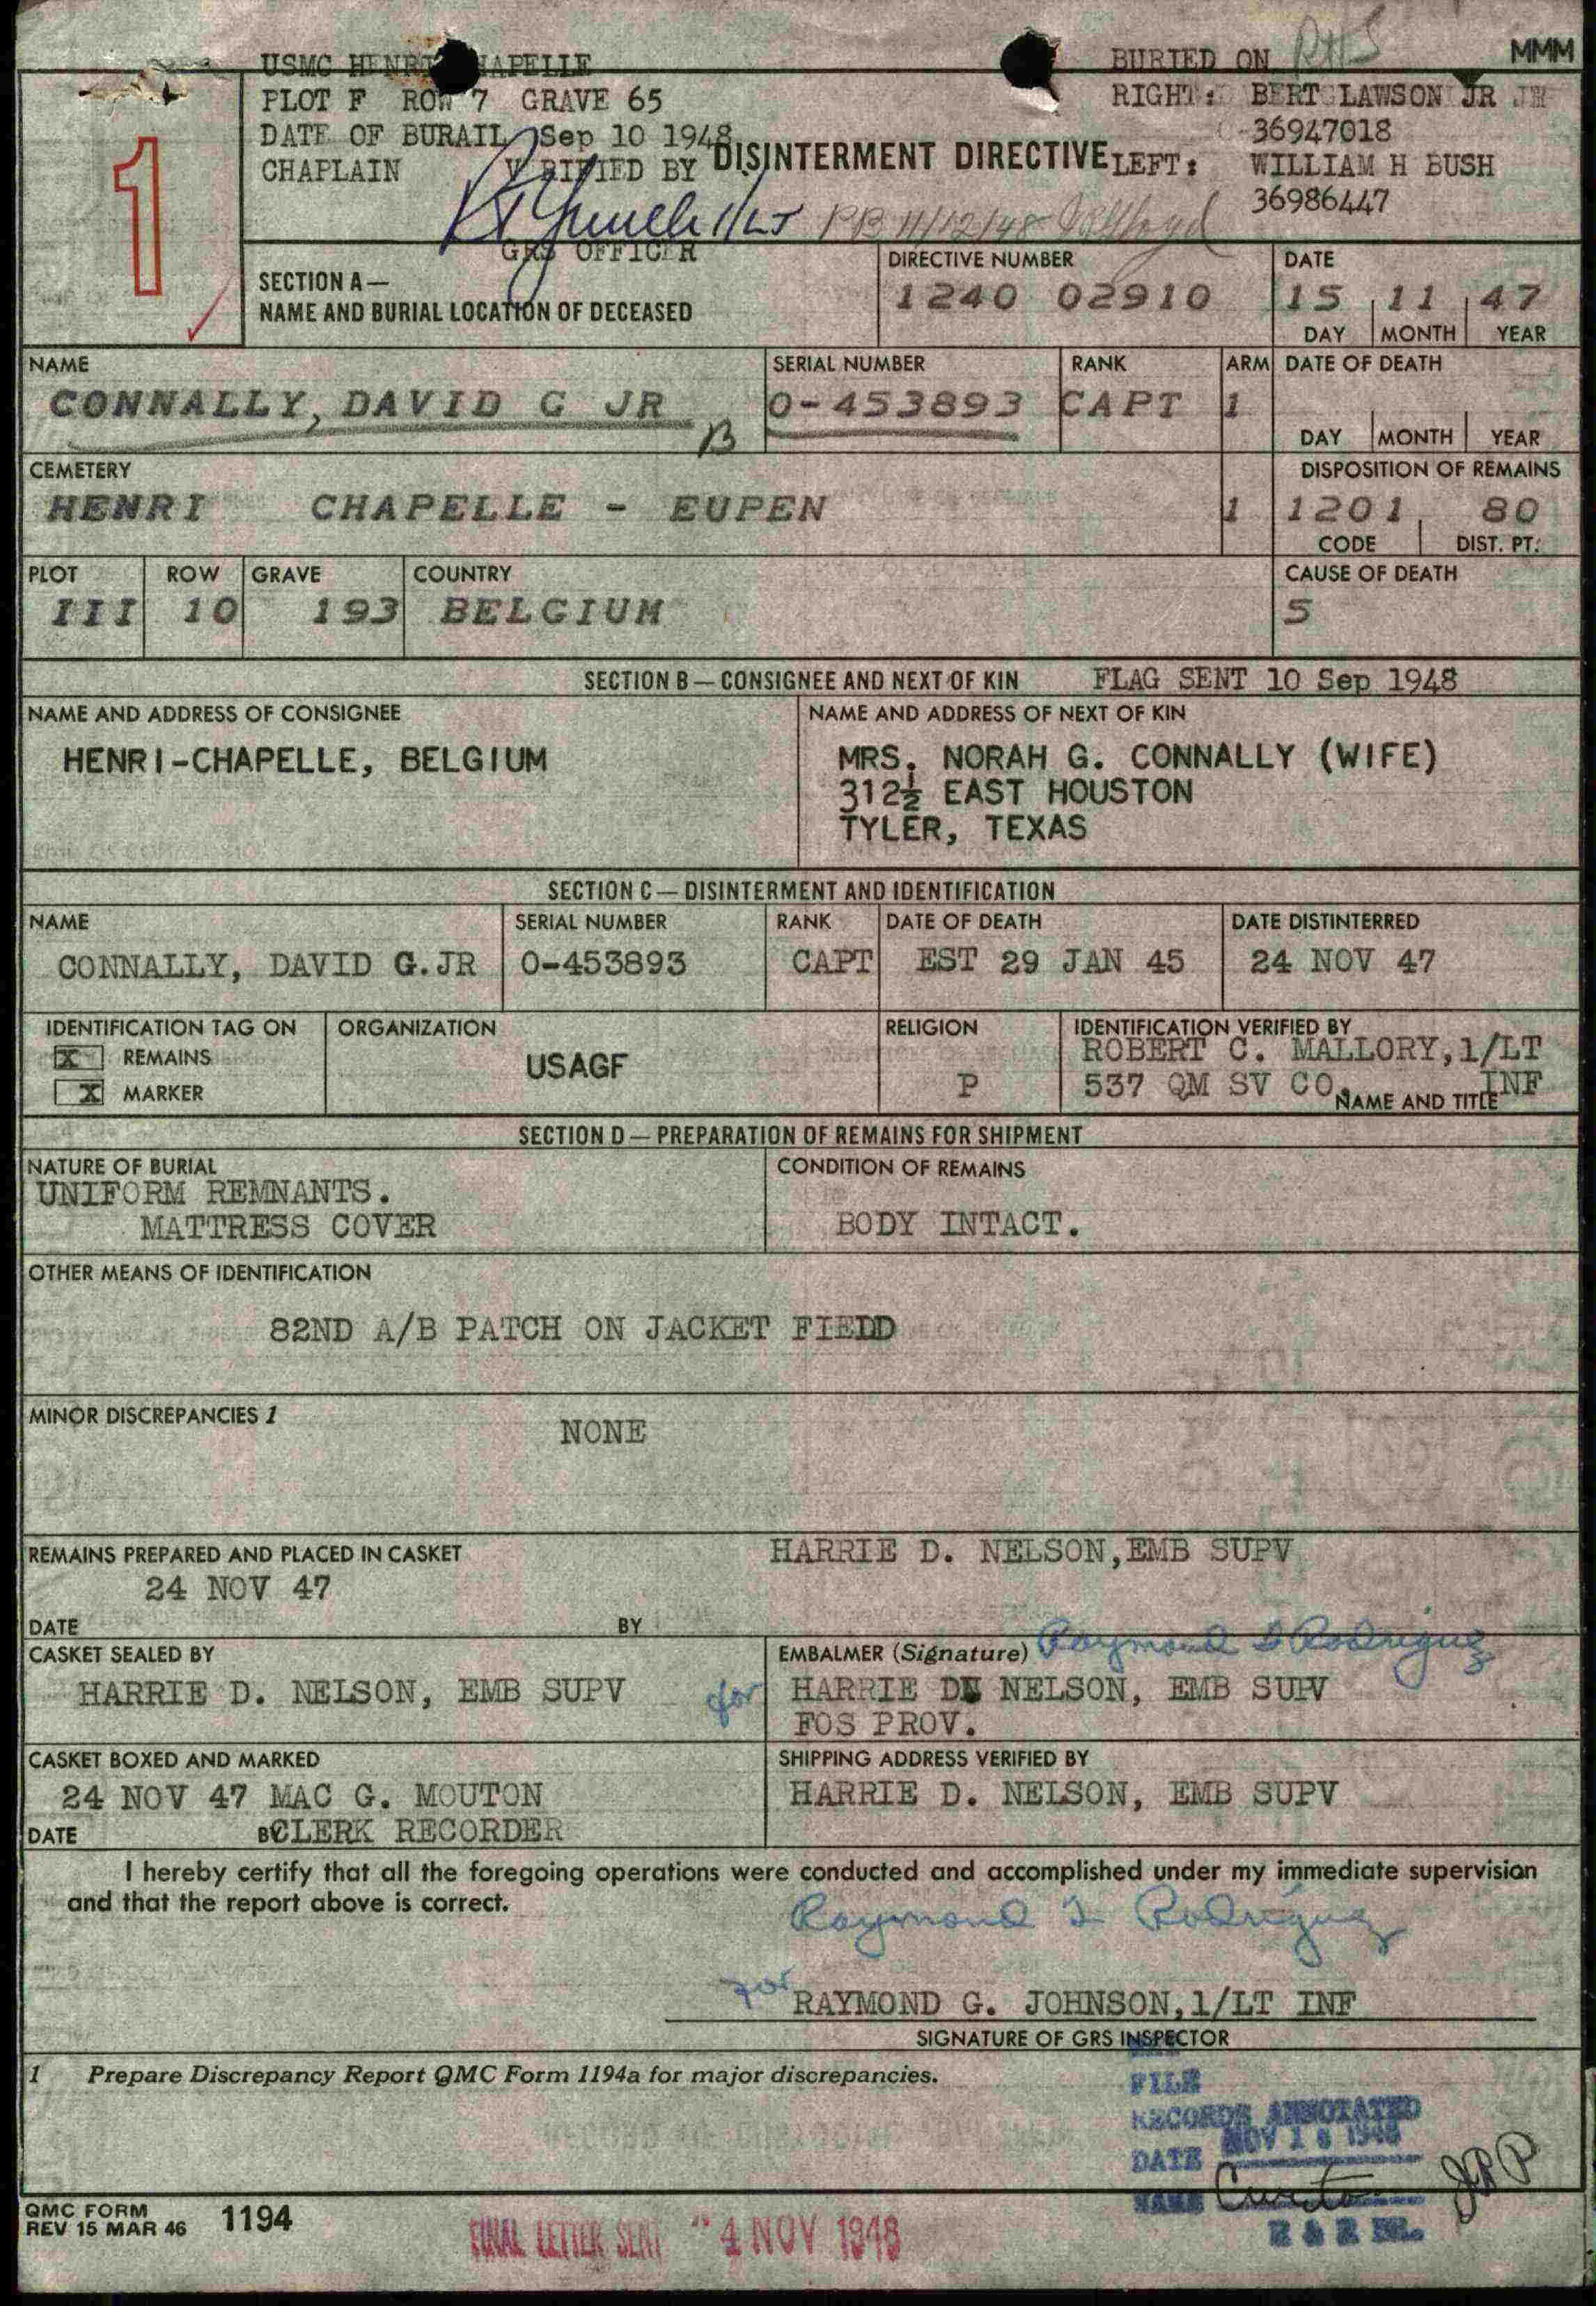 USMC HENRI CHAPELLE
BURIED ON
MMM
PLOT F ROW 7 GRAVE 65
RIGHT: BERT LAWSON JR
36947018
DATE OF BURAIL Sep 10 1948
CHAPLAIN
DISINTERMENT DIRECTIVE
LEFT: WILLIAM H BUSH
36986447
1
1/LT
11/12/48
GRS OFFICER
SECTION A—
NAME AND BURIAL LOCATION OF DECEASED
DIRECTIVE NUMBER
1240 02910
DATE
15 11 47
DAY MONTH YEAR
NAME
CONNALLY, DAVID G JR
B
SERIAL NUMBER
O-453893
RANK
CAPT
ARM
1
DATE OF DEATH
DAY MONTH YEAR
CEMETERY
HENRI CHAPELLE - EUPEN
1
DISPOSITION OF REMAINS
1201 80
CODE DIST. PT.
PLOT
III
ROW
10
GRAVE
193
COUNTRY
BELGIUM
CAUSE OF DEATH
5
SECTION B — CONSIGNEE AND NEXT OF KIN FLAG SENT 10 Sep 1948
NAME AND ADDRESS OF CONSIGNEE
HENRI-CHAPELLE, BELGIUM
NAME AND ADDRESS OF NEXT OF KIN
MRS. NORAH G. CONNALLY (WIFE)
312½ EAST HOUSTON
TYLER, TEXAS
SECTION C — DISINTERMENT AND IDENTIFICATION
NAME
CONNALLY, DAVID G.JR
SERIAL NUMBER
O-453893
RANK
CAPT
DATE OF DEATH
EST 29 JAN 45
DATE DISTINTERRED
24 NOV 47
IDENTIFICATION TAG ON
X REMAINS
X MARKER
ORGANIZATION
USAGF
RELIGION
P
IDENTIFICATION VERIFIED BY
ROBERT C. MALLORY,1/LT
537 QM SV CO. INF
NAME AND TITLE
SECTION D — PREPARATION OF REMAINS FOR SHIPMENT
NATURE OF BURIAL
UNIFORM REMNANTS.
MATTRESS COVER
CONDITION OF REMAINS
BODY INTACT.
OTHER MEANS OF IDENTIFICATION
82ND A/B PATCH ON JACKET FIELD
MINOR DISCREPANCIES 1
NONE
REMAINS PREPARED AND PLACED IN CASKET
24 NOV 47
HARRIE D. NELSON,EMB SUPV
DATE BY
CASKET SEALED BY
HARRIE D. NELSON, EMB SUPV
EMBALMER (Signature) Raymond Rodriguez
for HARRIE D. NELSON, EMB SUPV
FOS PROV.
CASKET BOXED AND MARKED
24 NOV 47 MAC G. MOUTON
DATE BY CLERK RECORDER
SHIPPING ADDRESS VERIFIED BY
HARRIE D. NELSON, EMB SUPV
I hereby certify that all the foregoing operations were conducted and accomplished under my immediate supervision
and that the report above is correct.
Raymond Rodriguez
for RAYMOND G. JOHNSON,1/LT INF
SIGNATURE OF GRS INSPECTOR
1 Prepare Discrepancy Report QMC Form 1194a for major discrepancies.
FILE
RECORDS ANNOTATED
DATE NOV 1948
NAME
R & R BR.
QMC FORM
REV 15 MAR 46 1194
FINAL LETTER SENT 4 NOV 1948